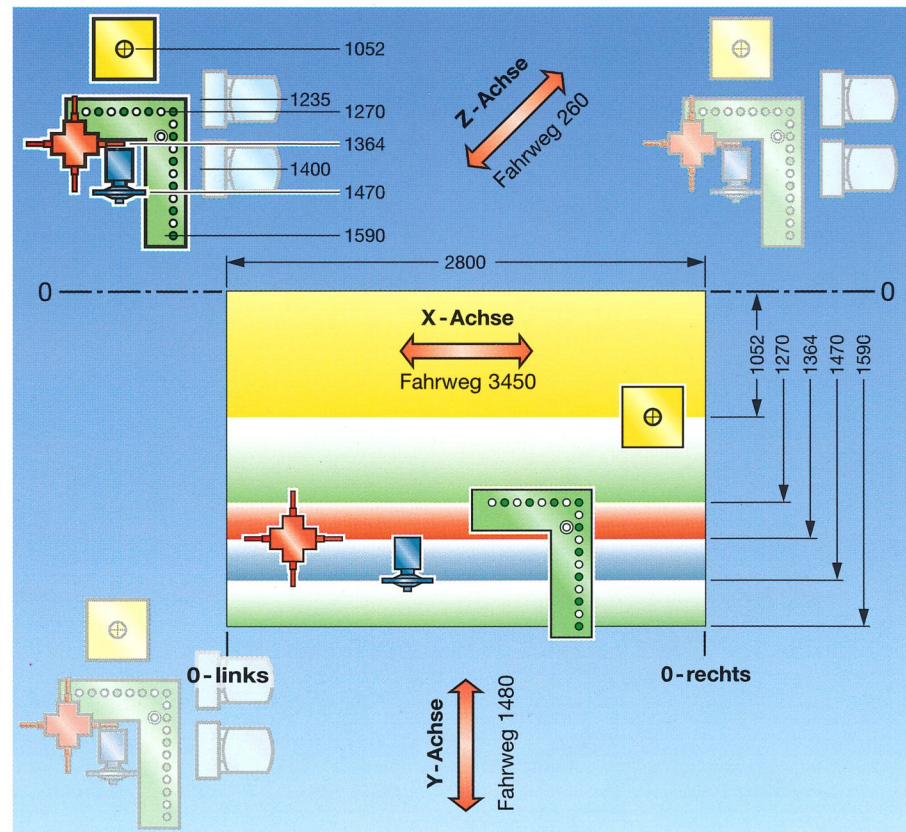 1052
1235
1270
1364
1400
1470
1590
Z-Achse
Fahrweg 260
2800
0
0
X-Achse
Fahrweg 3450
1052
1270
1364
1470
1590
0-links
0-rechts
Y-Achse
Fahrweg 1480